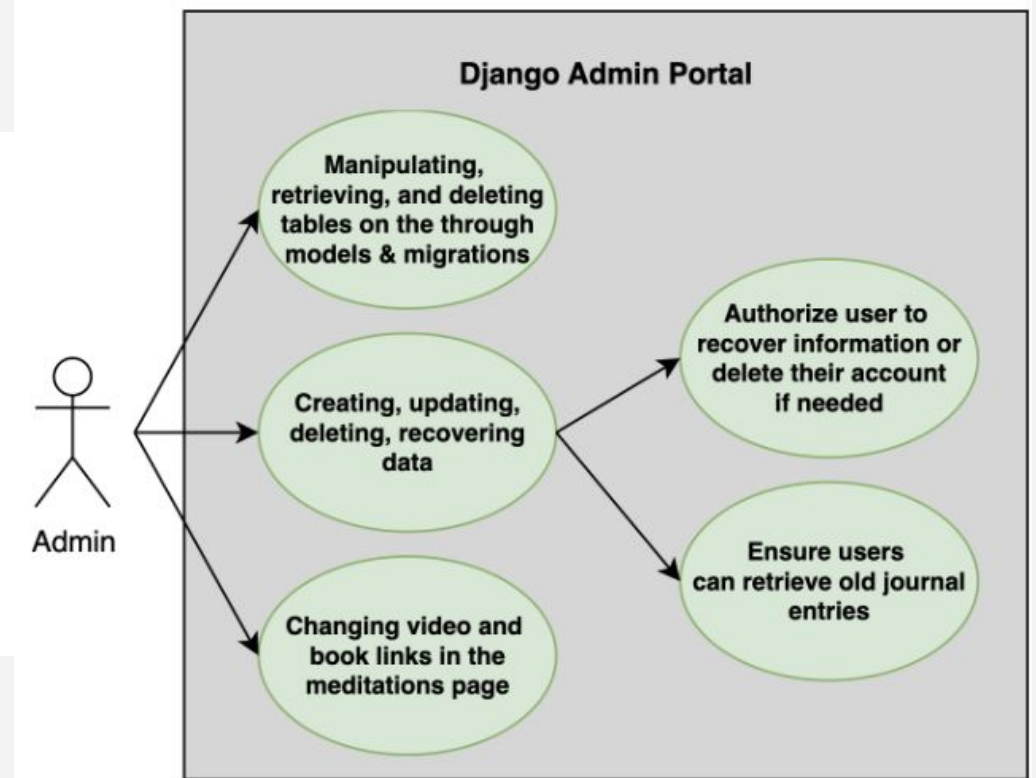 Django Admin Portal
Manipulating,
retrieving, and deleting
tables on the through
models & migrations
Creating, updating,
deleting, recovering
data
Changing video and
book links in the
meditations page
Authorize user to
recover information or
delete their account
if needed
Ensure users
can retrieve old journal
entries
Admin